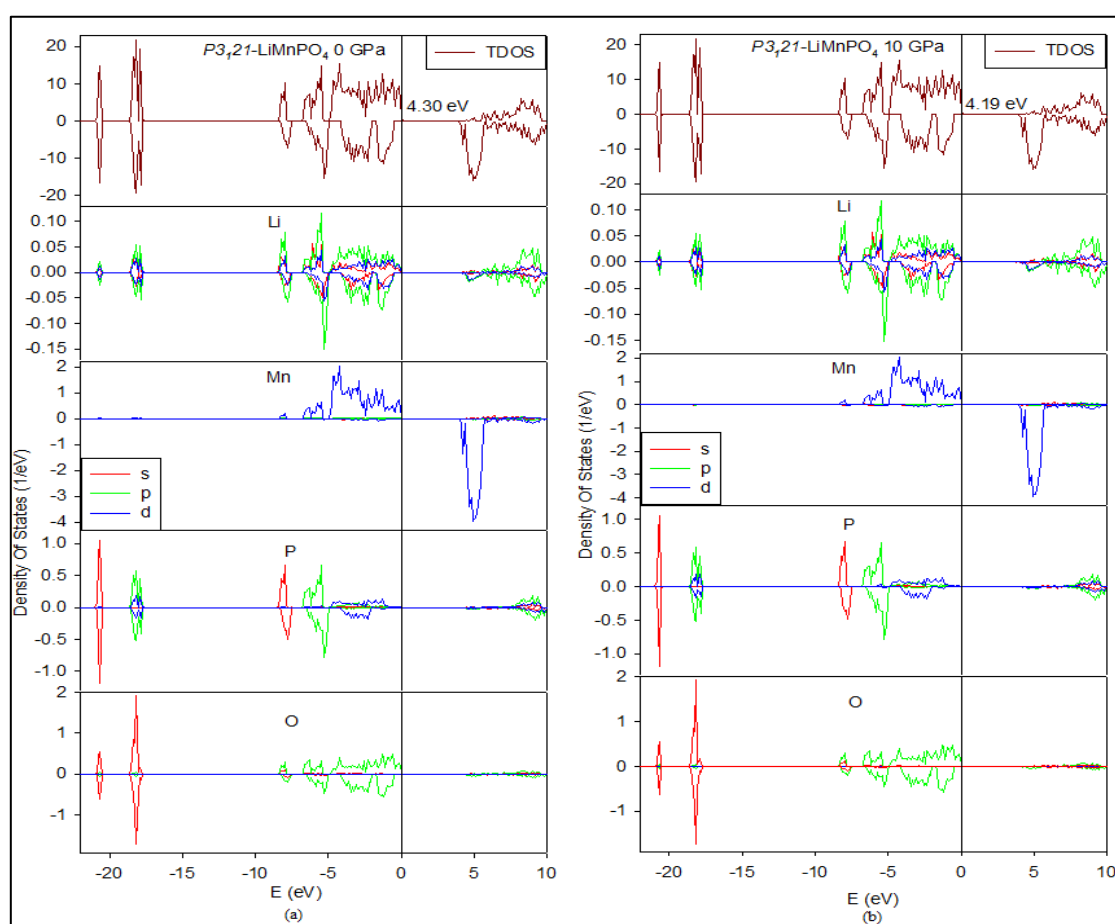 P3₁21-LiMnPO₄ 0 GPa
TDOS
4.30 eV
20
10
0
-10
-20
Li
0.10
0.05
0.00
-0.05
-0.10
-0.15
Mn
2
1
0
-1
-2
-3
-4
s
p
d
P
1.0
0.5
0.0
-0.5
-1.0
O
2
1
0
-1
Density Of States (1/eV)
-20 -15 -10 -5 0 5 10
E (eV)
(a)
P3₁21-LiMnPO₄ 10 GPa
TDOS
4.19 eV
20
10
0
-10
-20
Li
0.10
0.05
0.00
-0.05
-0.10
-0.15
Mn
2
1
0
-1
-2
-3
-4
s
p
d
P
1.0
0.5
0.0
-0.5
-1.0
O
2
1
0
-1
Density Of States (1/eV)
-20 -15 -10 -5 0 5 10
E (eV)
(b)